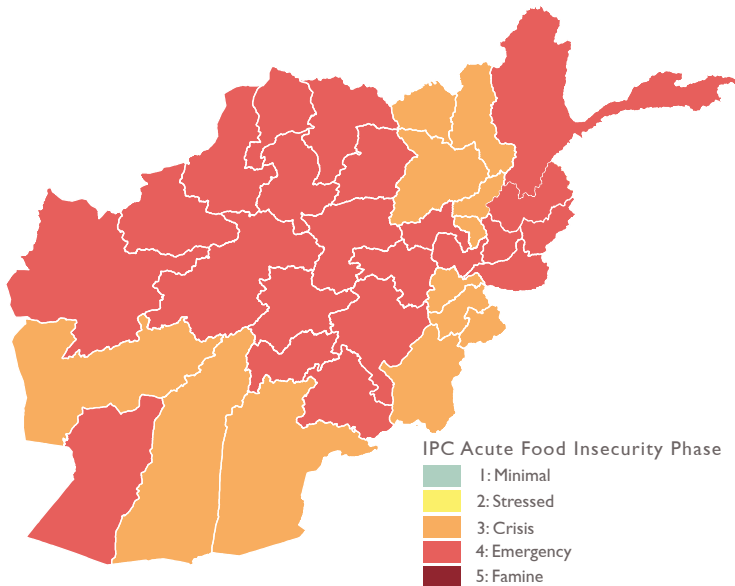 IPC Acute Food Insecurity Phase
1: Minimal
2: Stressed
3: Crisis
4: Emergency
5: Famine